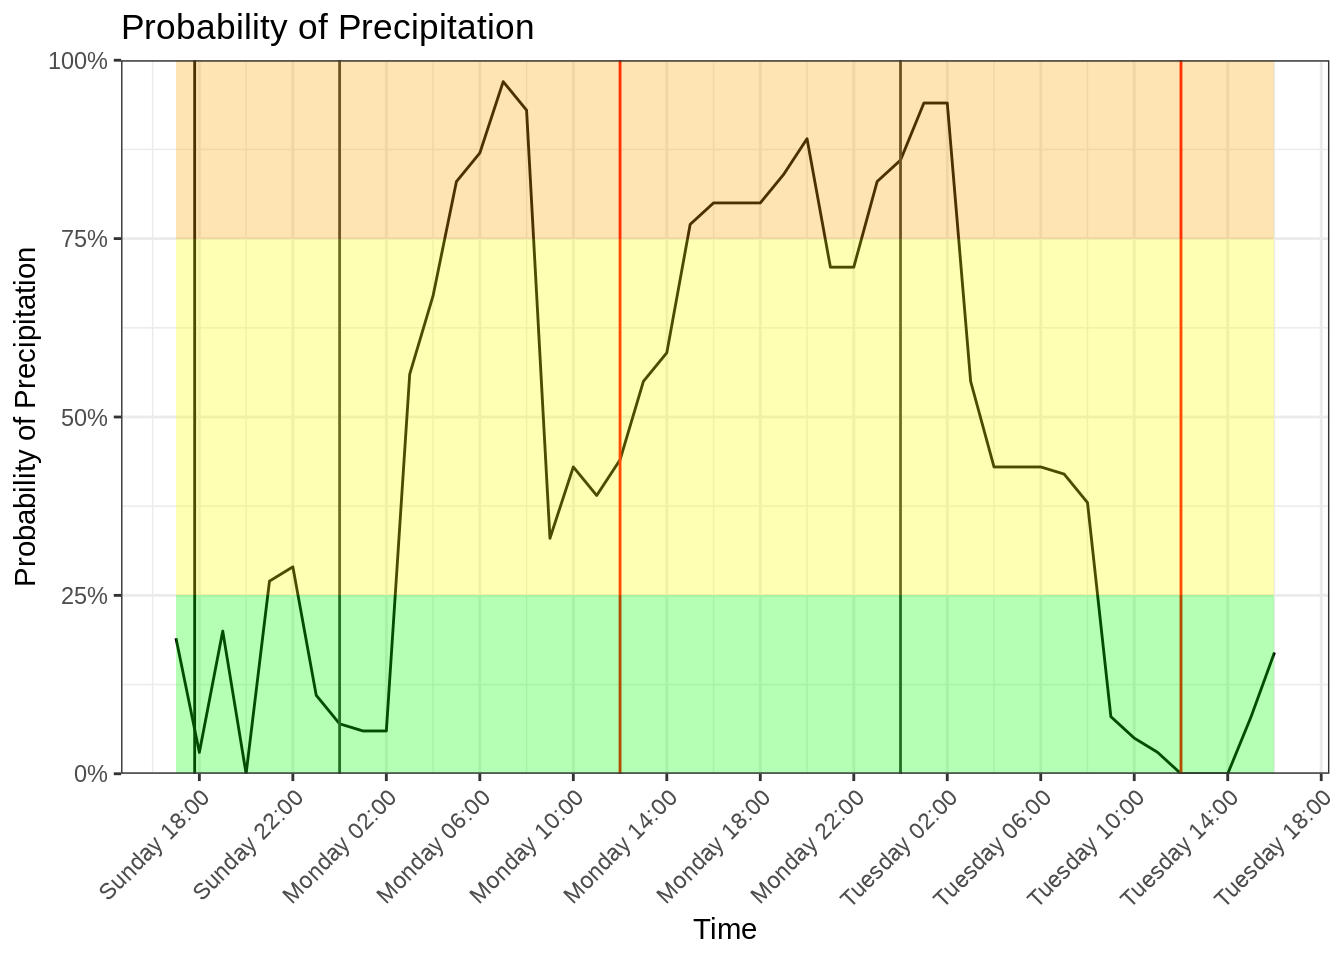 Probability of Precipitation
100%
75%
50%
25%
0%
Probability of Precipitation
Sunday 18:00
Sunday 22:00
Monday 02:00
Monday 06:00
Monday 10:00
Monday 14:00
Monday 18:00
Monday 22:00
Tuesday 02:00
Tuesday 06:00
Tuesday 10:00
Tuesday 14:00
Tuesday 18:00
Time